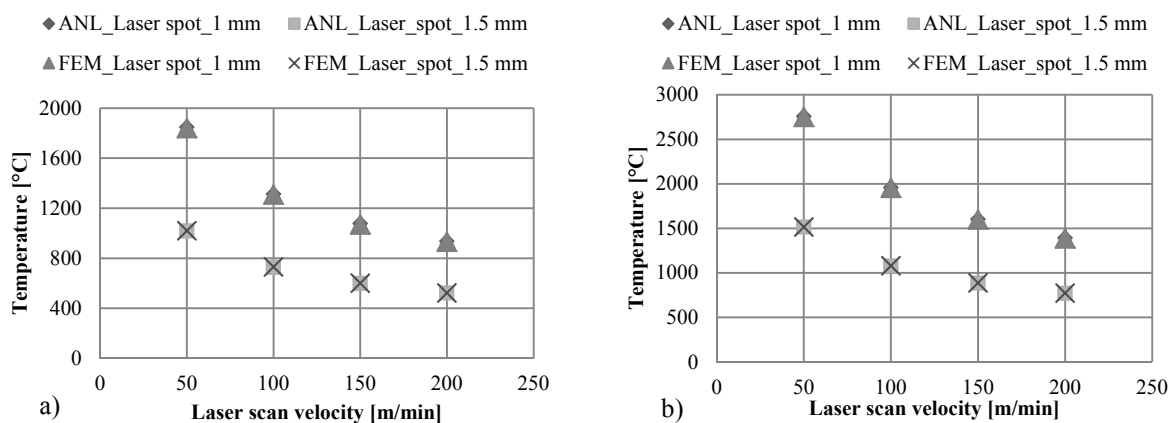 ANL_Laser spot_1 mm ANL_Laser_spot_1.5 mm
FEM_Laser spot_1 mm FEM_Laser_spot_1.5 mm
2000
1600
1200
800
400
0
0 50 100 150 200 250
Temperature [°C]
Laser scan velocity [m/min]
a)
ANL_Laser spot_1 mm ANL_Laser_spot_1.5 mm
FEM_Laser spot_1 mm FEM_Laser_spot_1.5 mm
3000
2500
2000
1500
1000
500
0
0 50 100 150 200 250
Temperature [°C]
Laser scan velocity [m/min]
b)